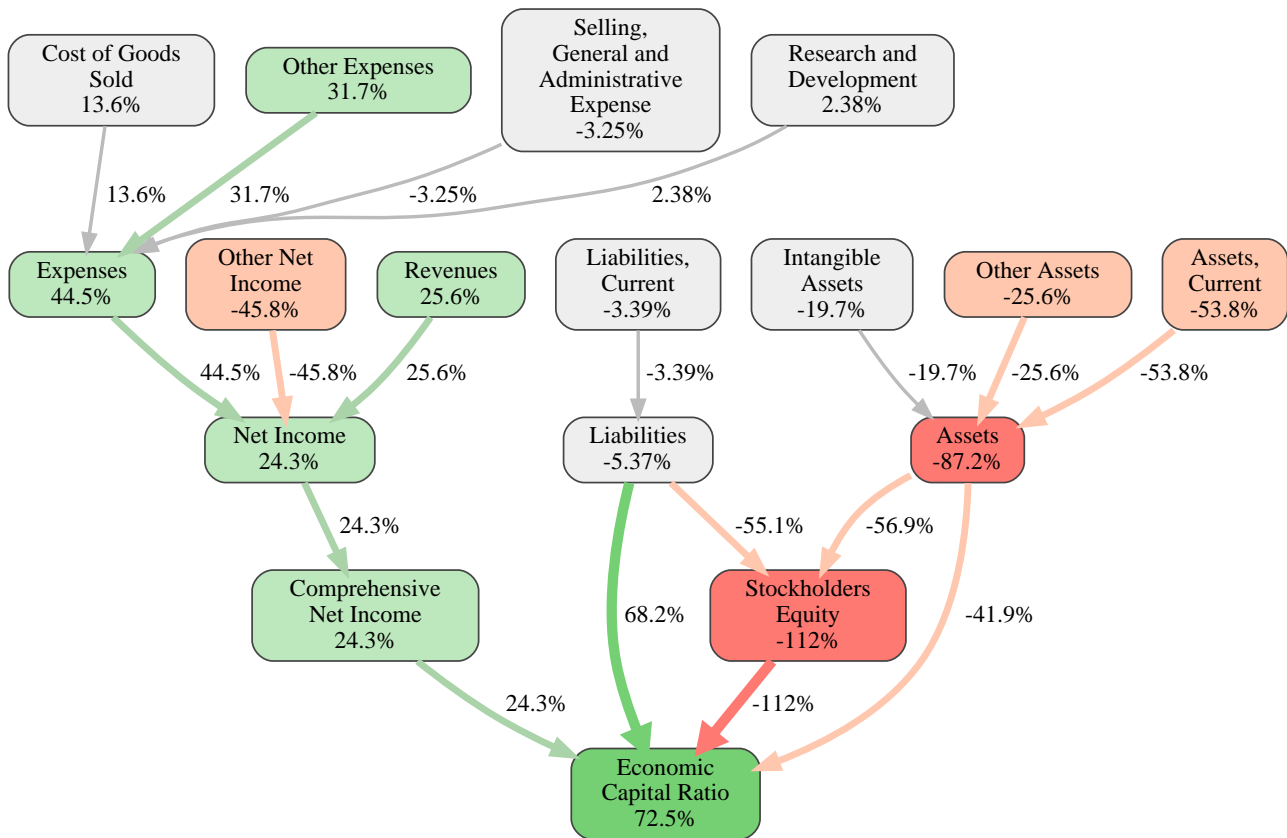 Cost of Goods
Sold
13.6%
Other Expenses
31.7%
Selling,
General and
Administrative
Expense
-3.25%
Research and
Development
2.38%
13.6%
31.7%
-3.25%
2.38%
Expenses
44.5%
Other Net
Income
-45.8%
Revenues
25.6%
Liabilities,
Current
-3.39%
Intangible
Assets
-19.7%
Other Assets
-25.6%
Assets,
Current
-53.8%
44.5%
-45.8%
25.6%
-3.39%
-19.7%
-25.6%
-53.8%
Net Income
24.3%
Liabilities
-5.37%
Assets
-87.2%
24.3%
-55.1%
-56.9%
Comprehensive
Net Income
24.3%
68.2%
Stockholders
Equity
-112%
-41.9%
24.3%
-112%
Economic
Capital Ratio
72.5%